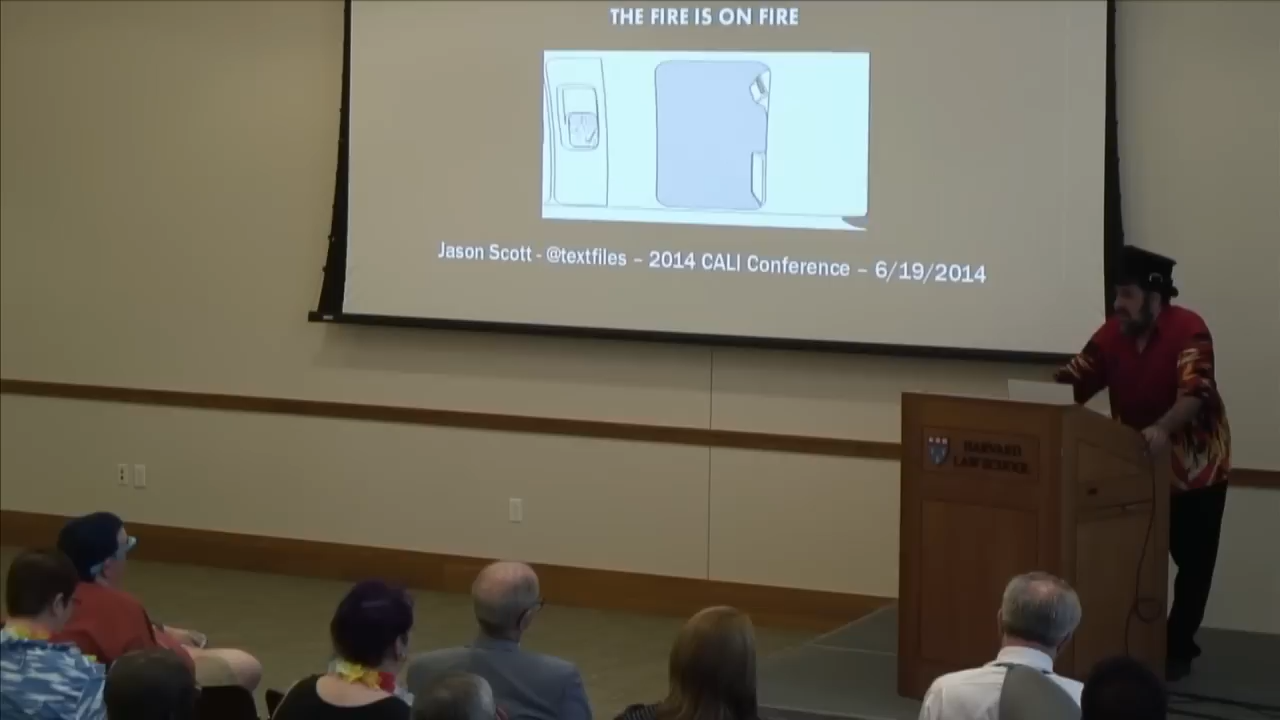 THE FIRE IS ON FIRE
Jason Scott - @textfiles – 2014 CALI Conference – 6/19/2014
HARVARD
LAW SCHOOL